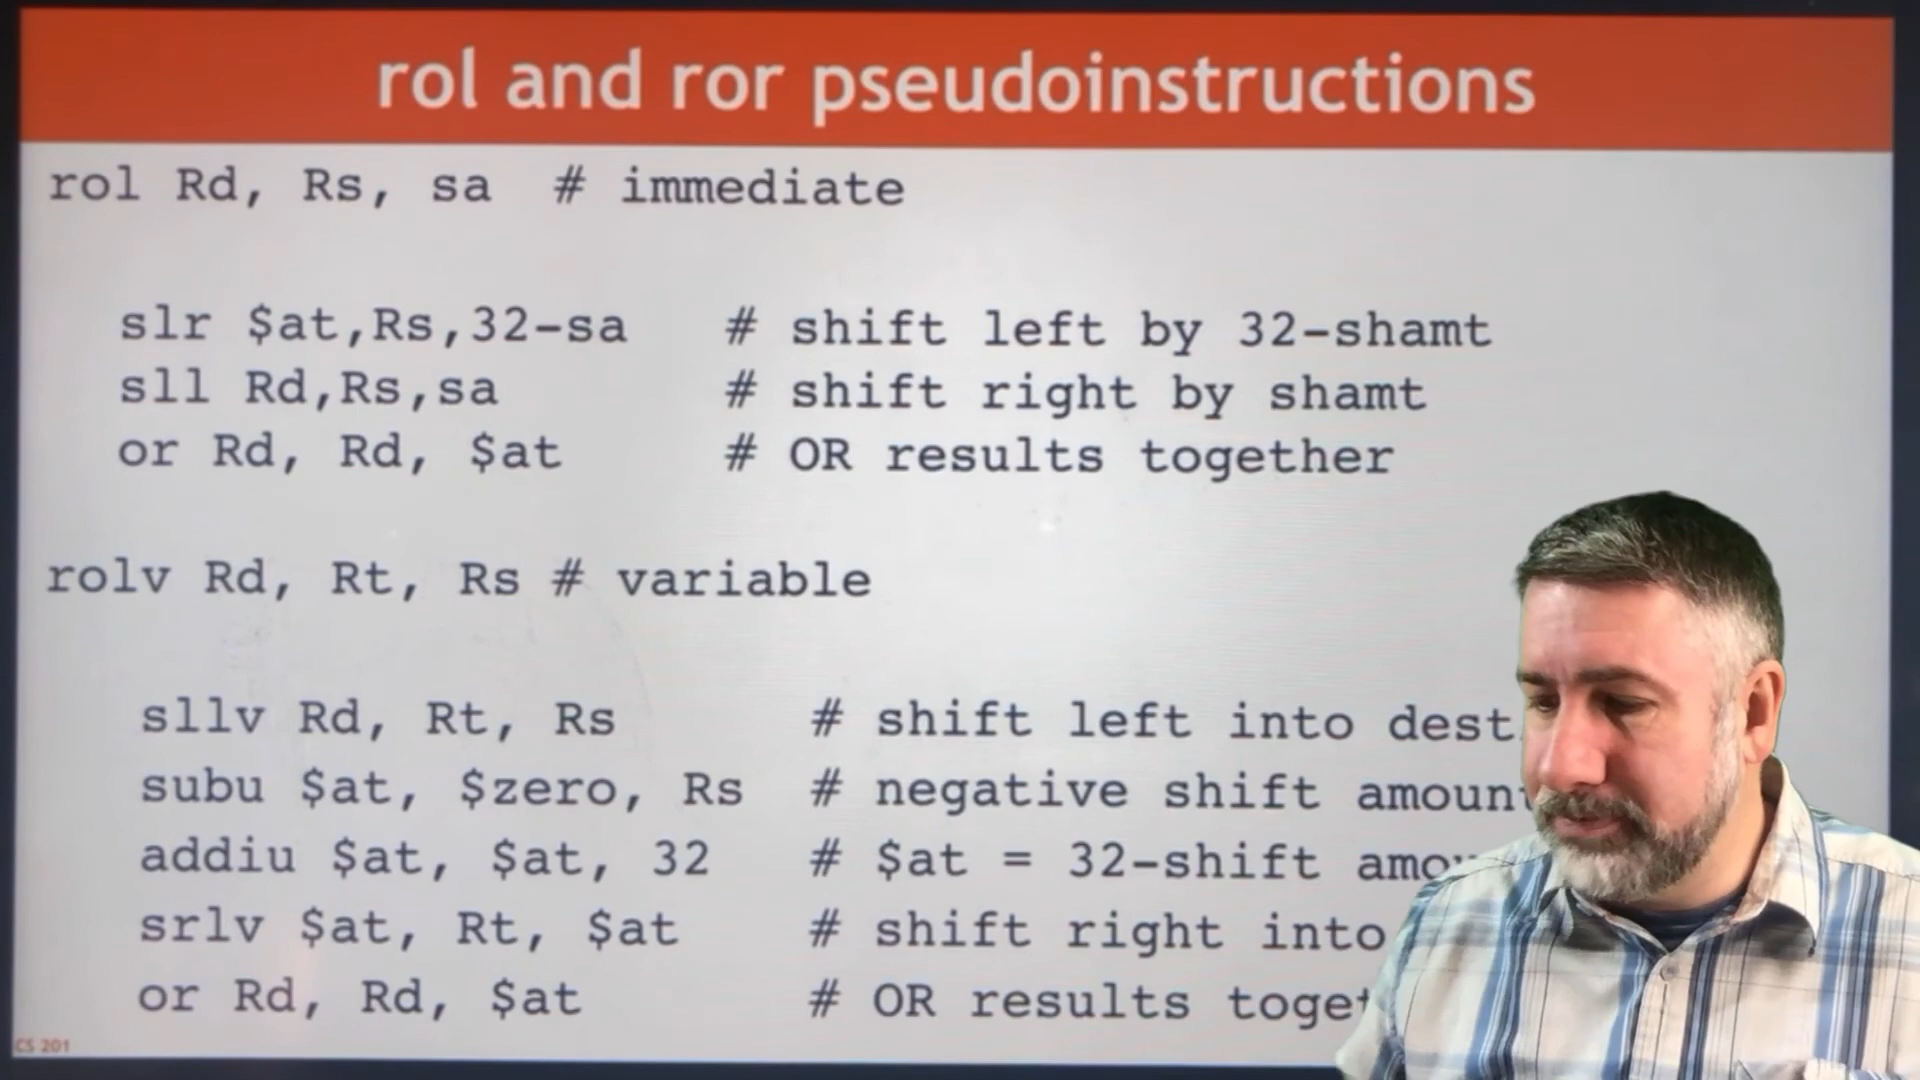 rol and ror pseudoinstructions
rol Rd, Rs, sa # immediate
slr $at,Rs,32-sa # shift left by 32-shamt
sll Rd,Rs,sa # shift right by shamt
or Rd, Rd, $at # OR results together
rolv Rd, Rt, Rs # variable
sllv Rd, Rt, Rs # shift left into dest
subu $at, $zero, Rs # negative shift amoun
addiu $at, $at, 32 # $at = 32-shift amou
srlv $at, Rt, $at # shift right into
or Rd, Rd, $at # OR results toget
CS 201